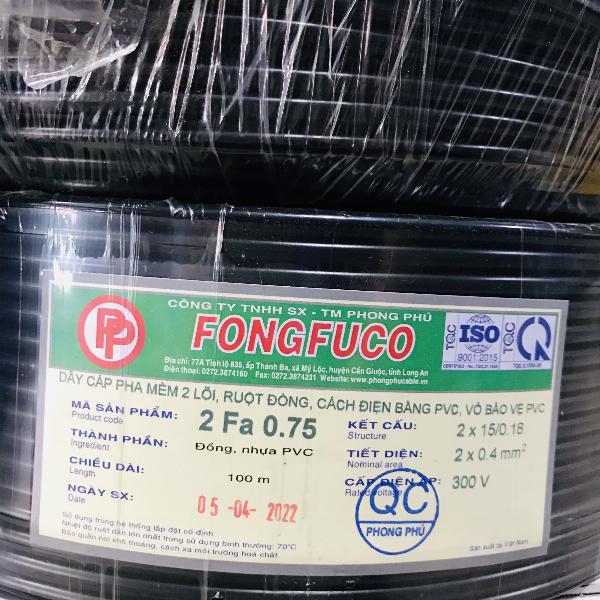 PP
CÔNG TY TNHH SX - TM PHONG PHÚ
FONGFUCO
Địa chỉ: 77A Tỉnh lộ 835, ấp Thanh Ba, xã Mỹ Lộc, huyện Cần Giuộc, tỉnh Long An
Điện thoại: 0272.3874160 Fax: 0272.3874231 Website: www.phongphucable.com
TQC ISO 9001:2015
TQC
DÂY CÁP PHA MỀM 2 LÕI, RUỘT ĐỒNG, CÁCH ĐIỆN BẰNG PVC, VỎ BẢO VỆ PVC
MÃ SẢN PHẨM: 2 Fa 0.75
Product code
KẾT CẤU: 2 x 15/0.18
Structure
THÀNH PHẦN: Đồng, nhựa PVC
Ingredient
TIẾT DIỆN: 2 x 0.4 mm²
Nominal area
CHIỀU DÀI: 100 m
Length
CẤP ĐIỆN ÁP: 300 V
Rated voltage
NGÀY SX: 05-04-2022
Date
QC
PHONG PHÚ
Sử dụng trong hệ thống lắp đặt cố định
Nhiệt độ ruột dẫn lớn nhất trong sử dụng bình thường: 70°C
Bảo quản nơi khô thoáng, cách xa môi trường hoá chất
Sản xuất tại Việt Nam